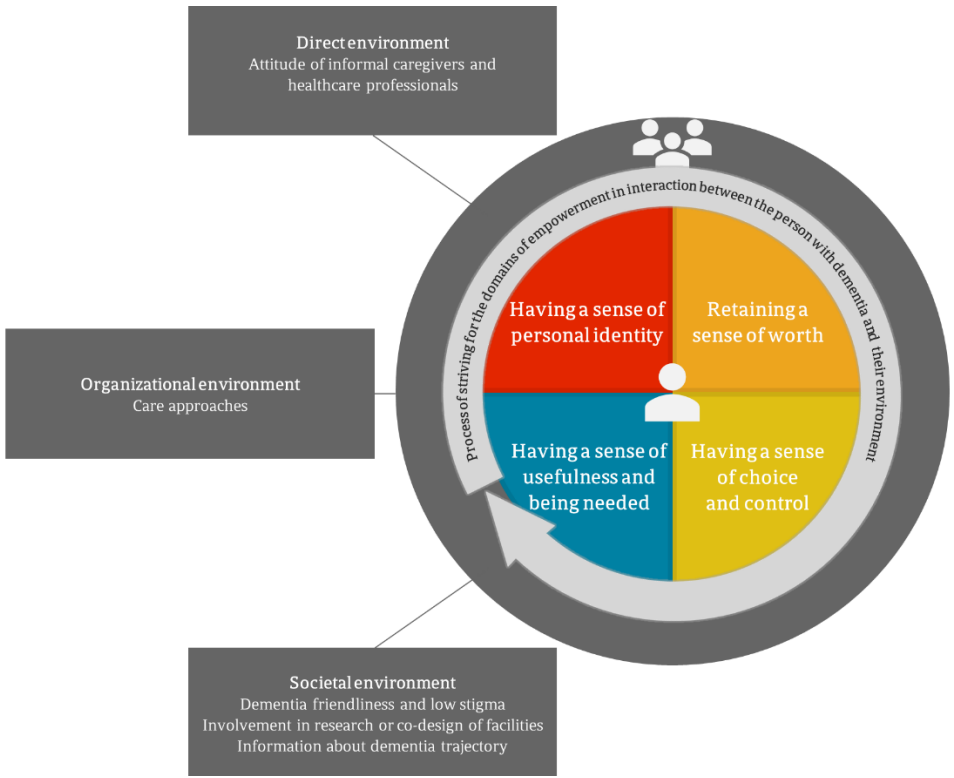 Direct environment
Attitude of informal caregivers and
healthcare professionals
Process of striving for the domains of empowerment in interaction between the person with dementia and their environment
Having a sense of
personal identity
Retaining a
sense of worth
Organizational environment
Care approaches
Having a sense of
usefulness and
being needed
Having a sense
of choice
and control
Societal environment
Dementia friendliness and low stigma
Involvement in research or co-design of facilities
Information about dementia trajectory